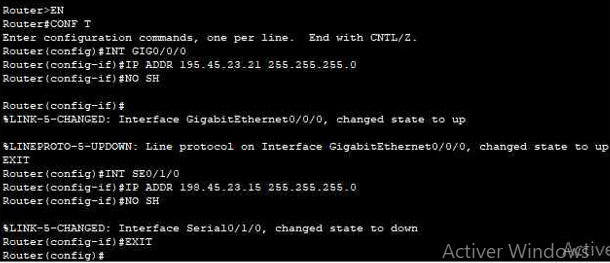 Router>EN
Router#CONF T
Enter configuration commands, one per line.  End with CNTL/Z.
Router(config)#INT GIG0/0/0
Router(config-if)#IP ADDR 195.45.23.21 255.255.255.0
Router(config-if)#NO SH
Router(config-if)#
%LINK-5-CHANGED: Interface GigabitEthernet0/0/0, changed state to up
%LINEPROTO-5-UPDOWN: Line protocol on Interface GigabitEthernet0/0/0, changed state to up
EXIT
Router(config)#INT SE0/1/0
Router(config-if)#IP ADDR 198.45.23.15 255.255.255.0
Router(config-if)#NO SH
%LINK-5-CHANGED: Interface Serial0/1/0, changed state to down
Router(config-if)#EXIT
Router(config)#
Activer Windows
Active